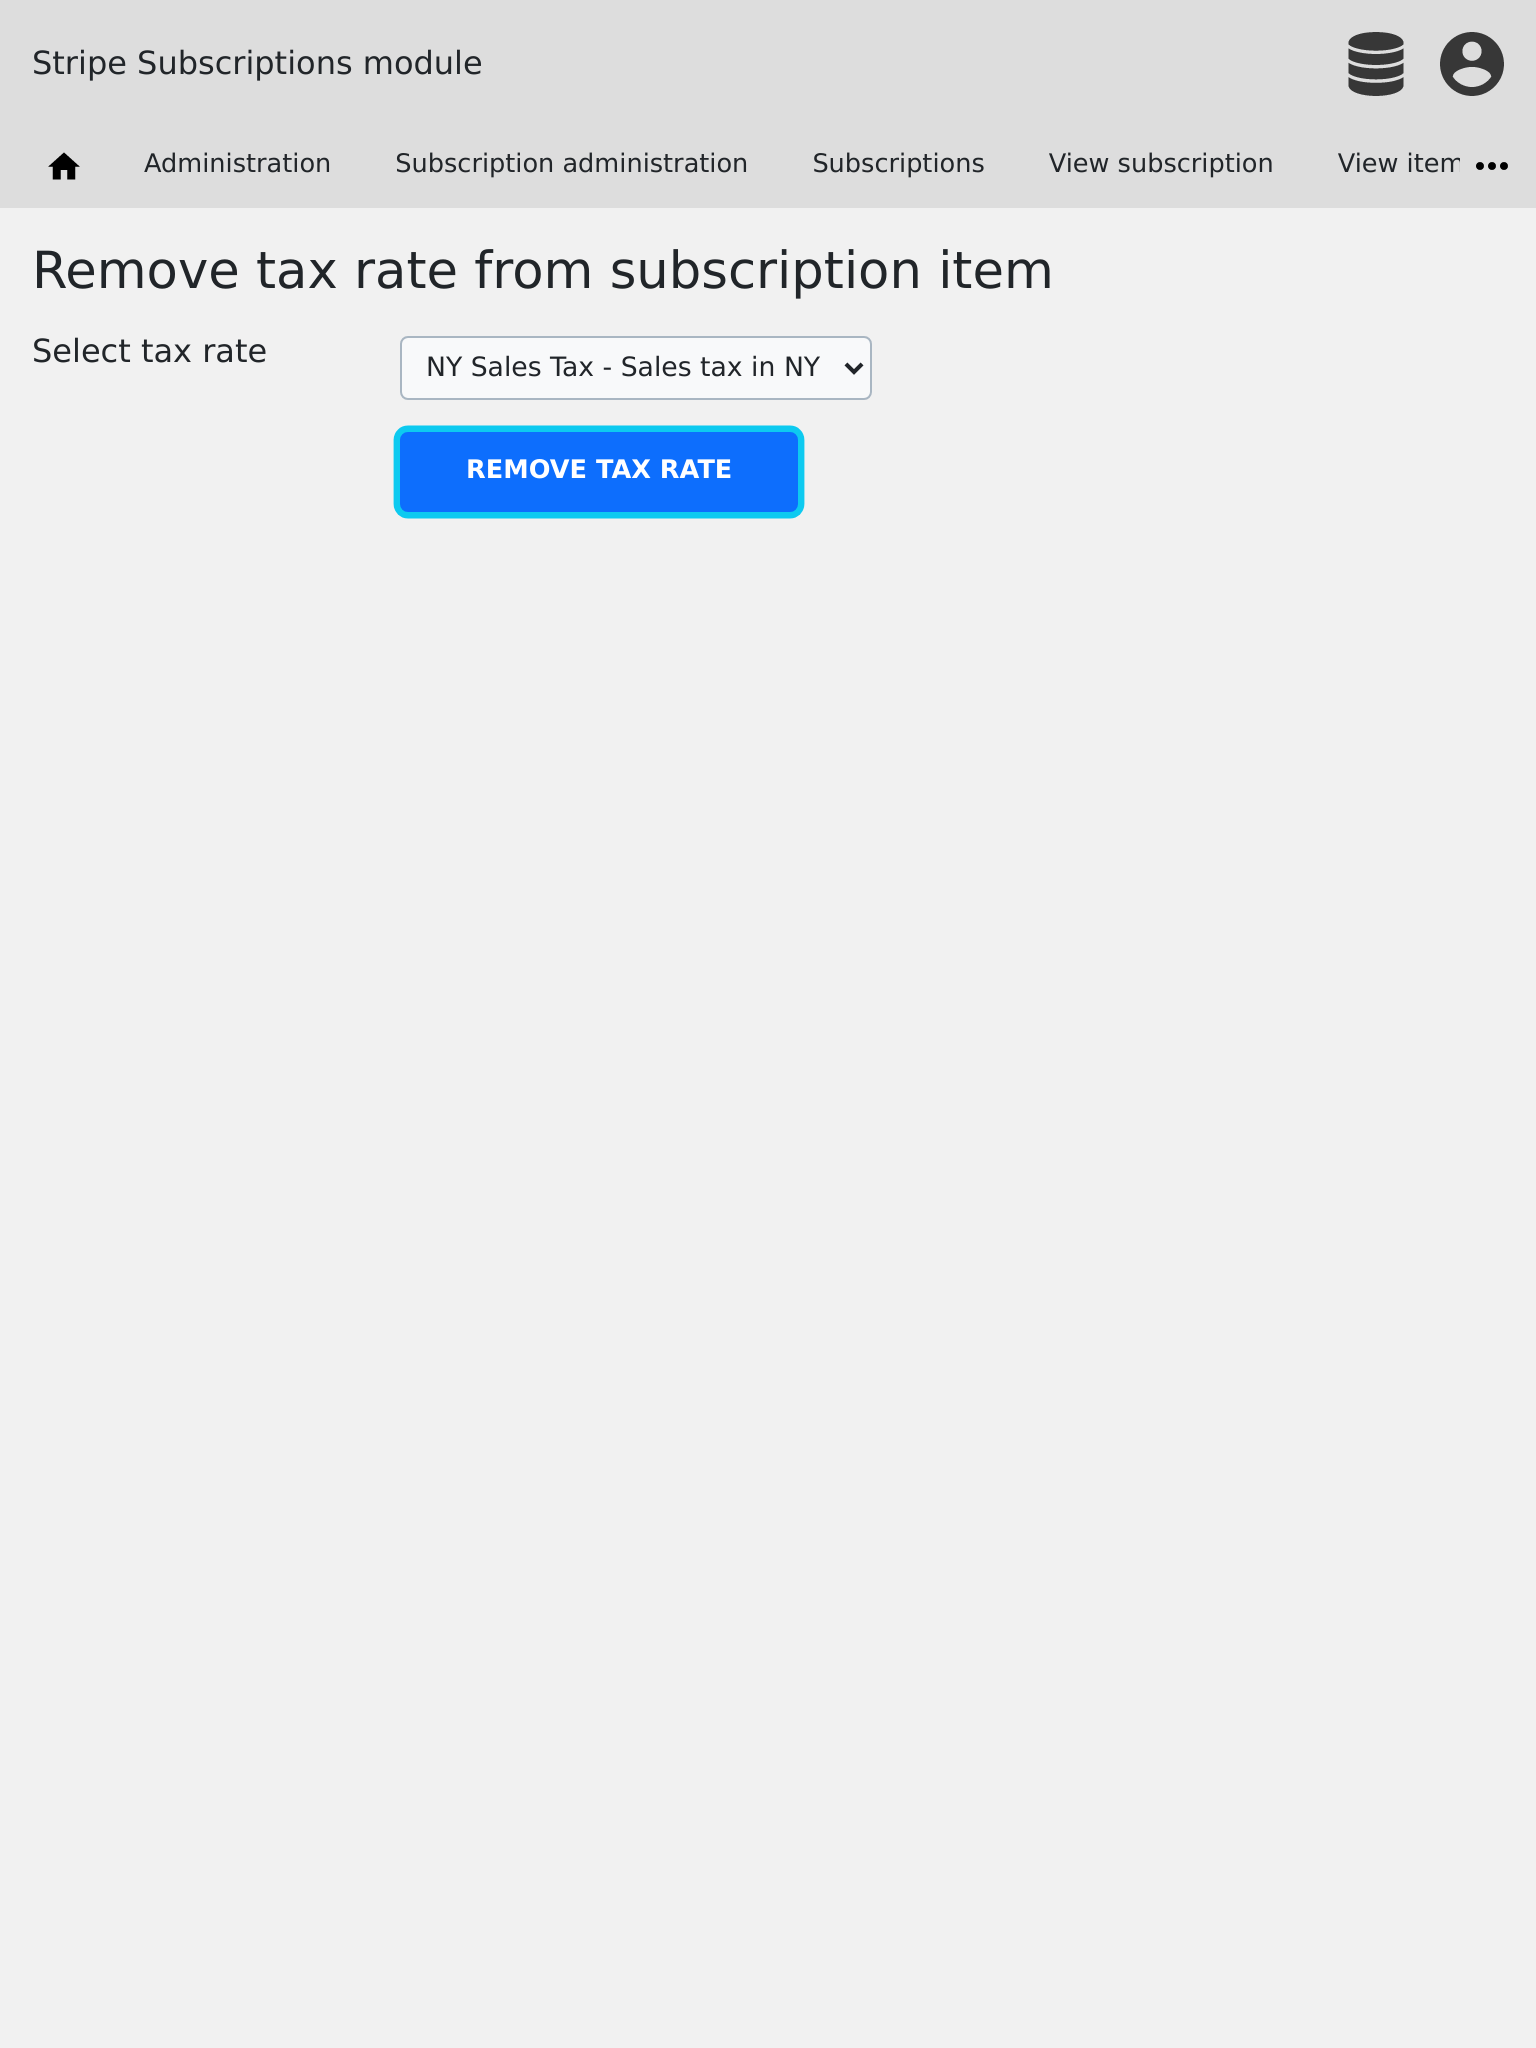 Stripe Subscriptions module
Administration Subscription administration Subscriptions View subscription View item
Remove tax rate from subscription item
Select tax rate NY Sales Tax - Sales tax in NY
REMOVE TAX RATE